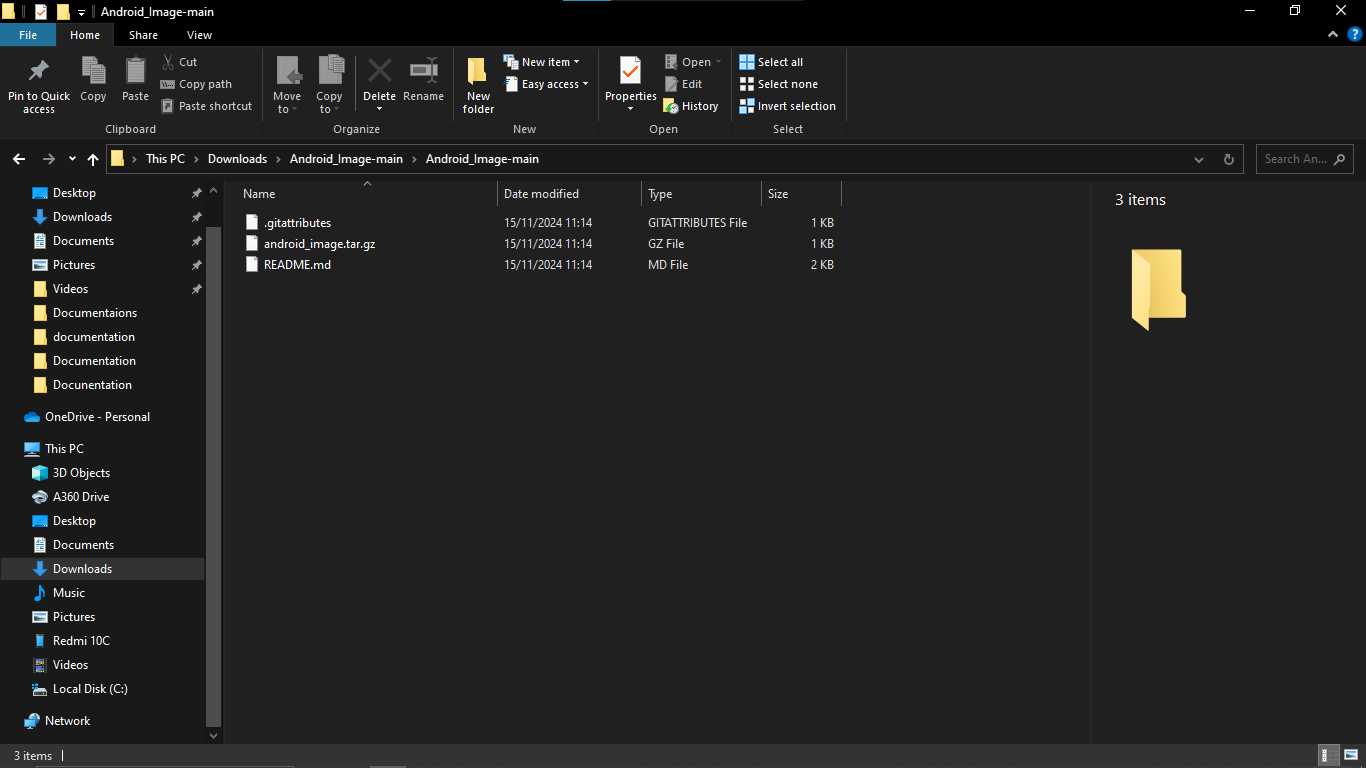 Android_Image-main
File Home Share View
Pin to Quick access
Copy
Paste
Cut
Copy path
Paste shortcut
Clipboard
Move to
Copy to
Delete
Rename
Organize
New folder
New item
Easy access
New
Properties
Open
Edit
History
Open
Select all
Select none
Invert selection
Select
This PC > Downloads > Android_Image-main > Android_Image-main
Search An...
Desktop
Downloads
Documents
Pictures
Videos
Documentaions
documentation
Documentation
Docunentation
OneDrive - Personal
This PC
3D Objects
A360 Drive
Desktop
Documents
Downloads
Music
Pictures
Redmi 10C
Videos
Local Disk (C:)
Network
Name Date modified Type Size
.gitattributes 15/11/2024 11:14 GITATTRIBUTES File 1 KB
android_image.tar.gz 15/11/2024 11:14 GZ File 1 KB
README.md 15/11/2024 11:14 MD File 2 KB
3 items
3 items